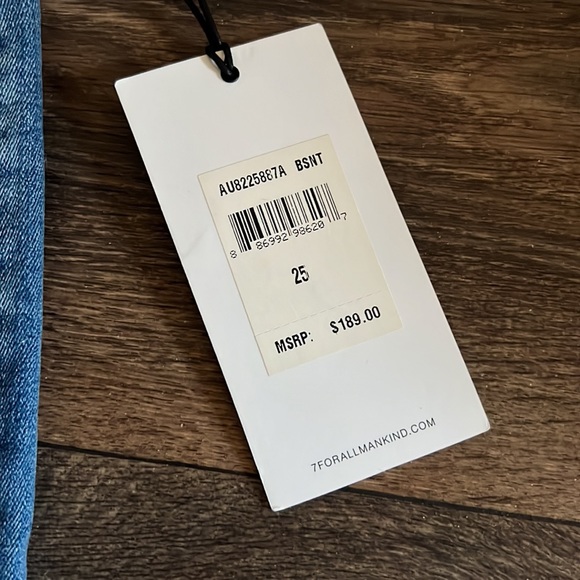 AU8225887A BSNT
8 86992 98620 7
25
MSRP: $189.00
7FORALLMANKIND.COM